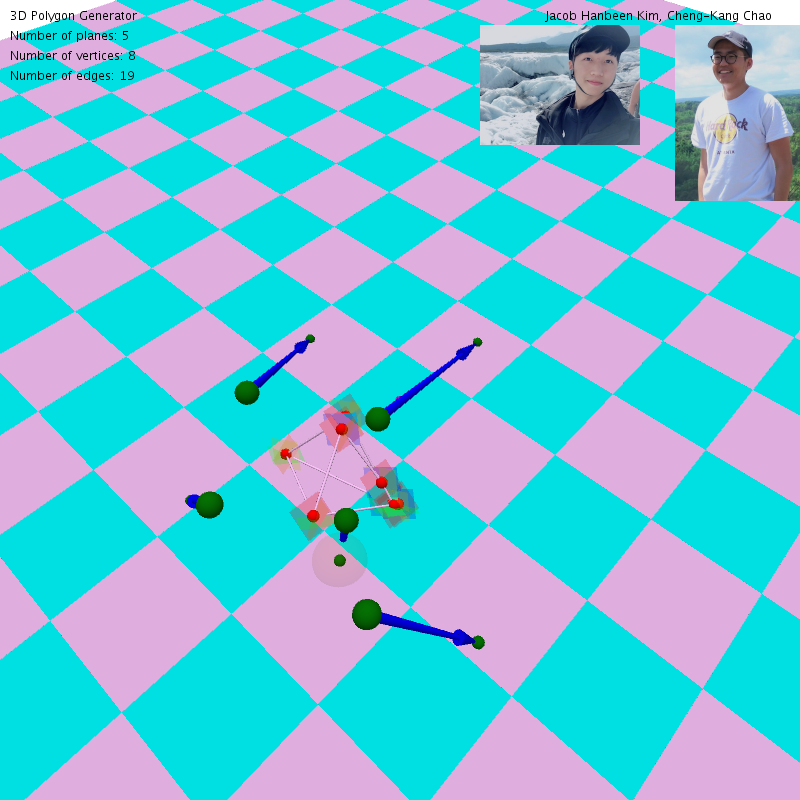 3D Polygon Generator
Jacob Hanbeen Kim, Cheng-Kang Chao
Number of planes: 5
Number of vertices: 8
Number of edges: 19